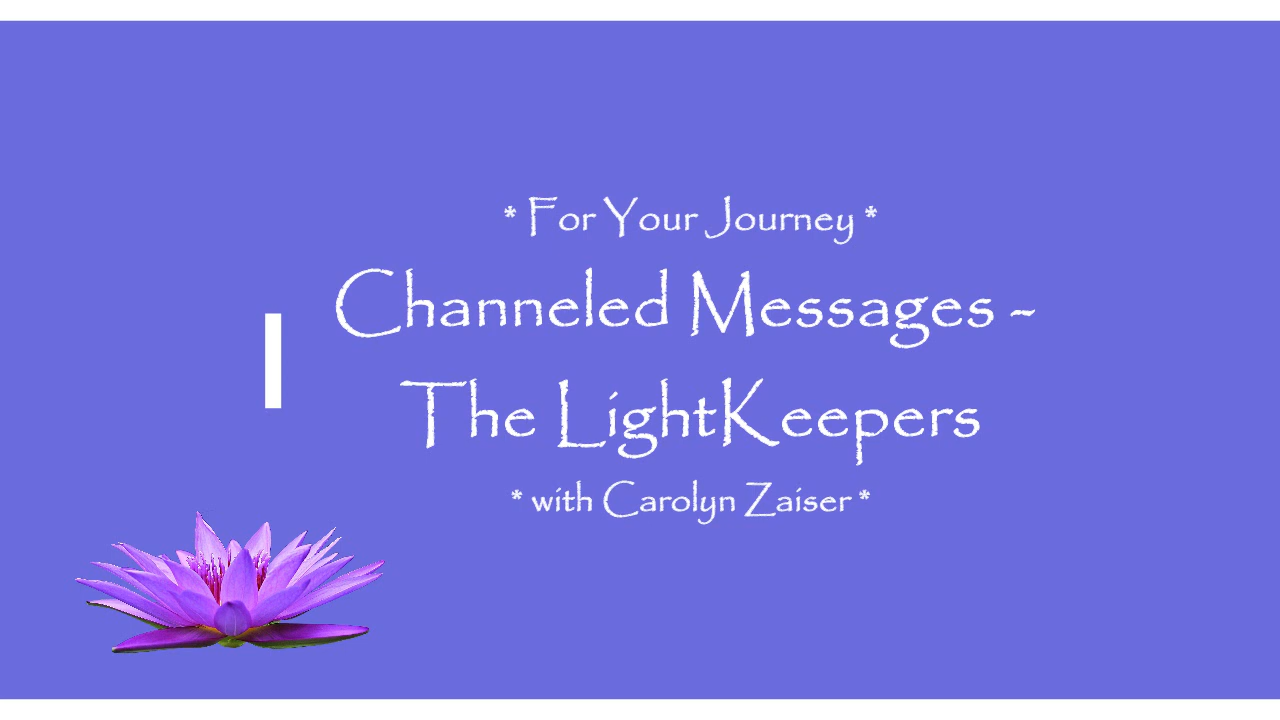 * For Your Journey *
Channeled Messages ~
The LightKeepers
* with Carolyn Zaiser *